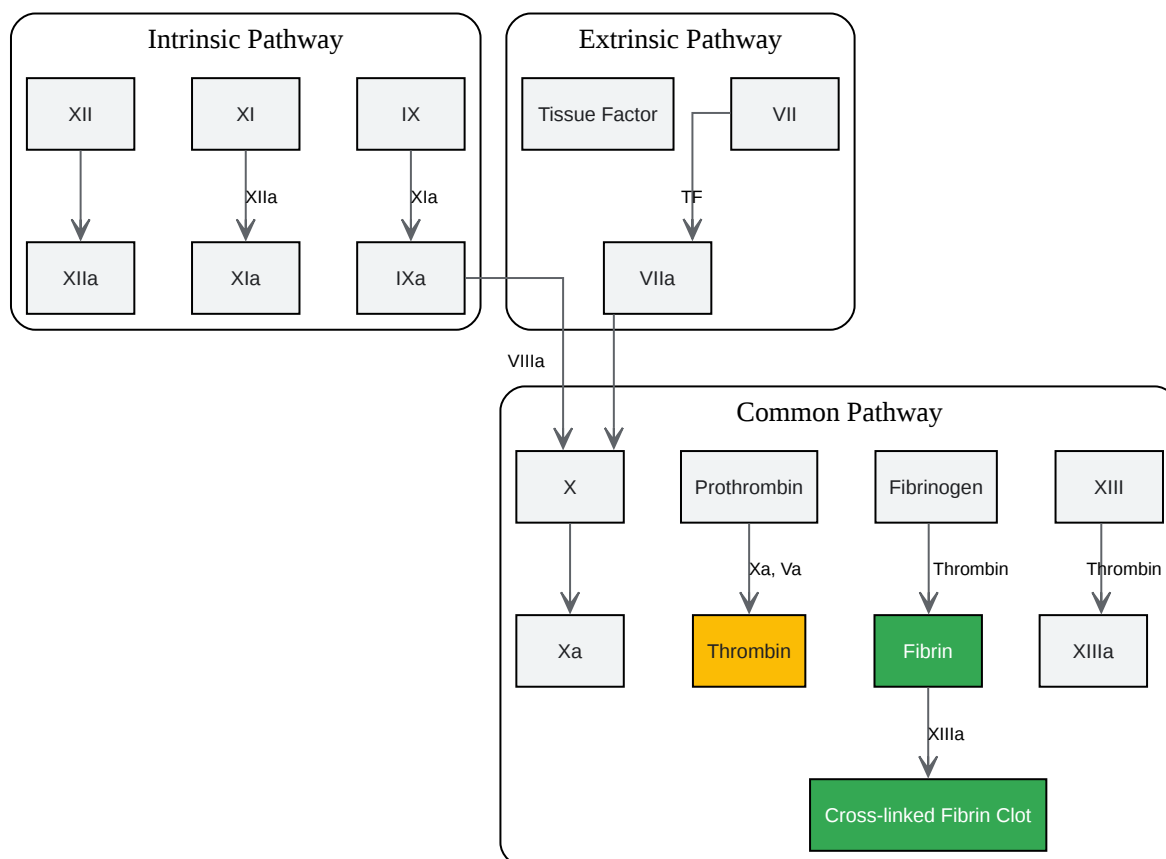 Intrinsic Pathway
Extrinsic Pathway
XII
XI
IX
Tissue Factor
VII
XIIa
XIa
TF
XIIa
XIa
IXa
VIIa
VIIIa
Common Pathway
X
Prothrombin
Fibrinogen
XIII
Xa, Va
Thrombin
Thrombin
Xa
Thrombin
Fibrin
XIIIa
XIIIa
Cross-linked Fibrin Clot